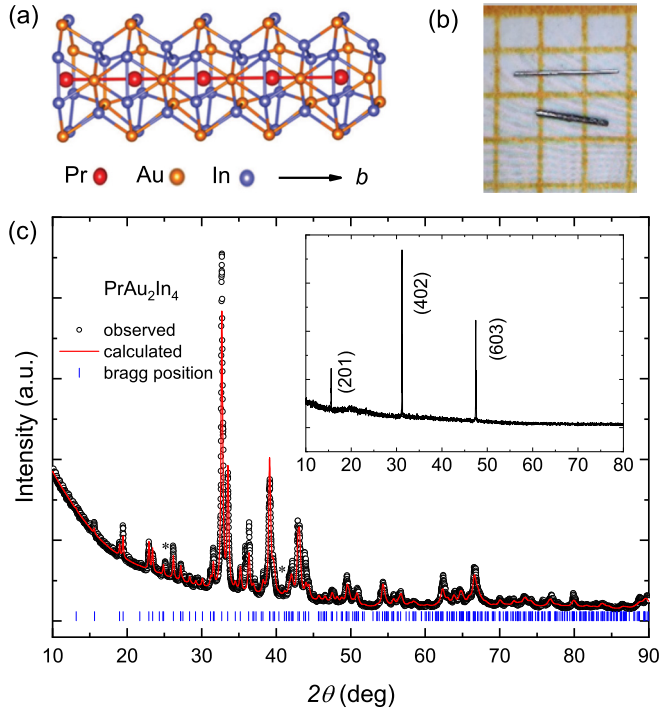 (a)
(b)
Pr Au In b
(c)
PrAu₂In₄
observed
calculated
bragg position
Intensity (a.u.)
(201)
(402)
(603)
10 20 30 40 50 60 70 80
*
*
10 20 30 40 50 60 70 80 90
2θ (deg)